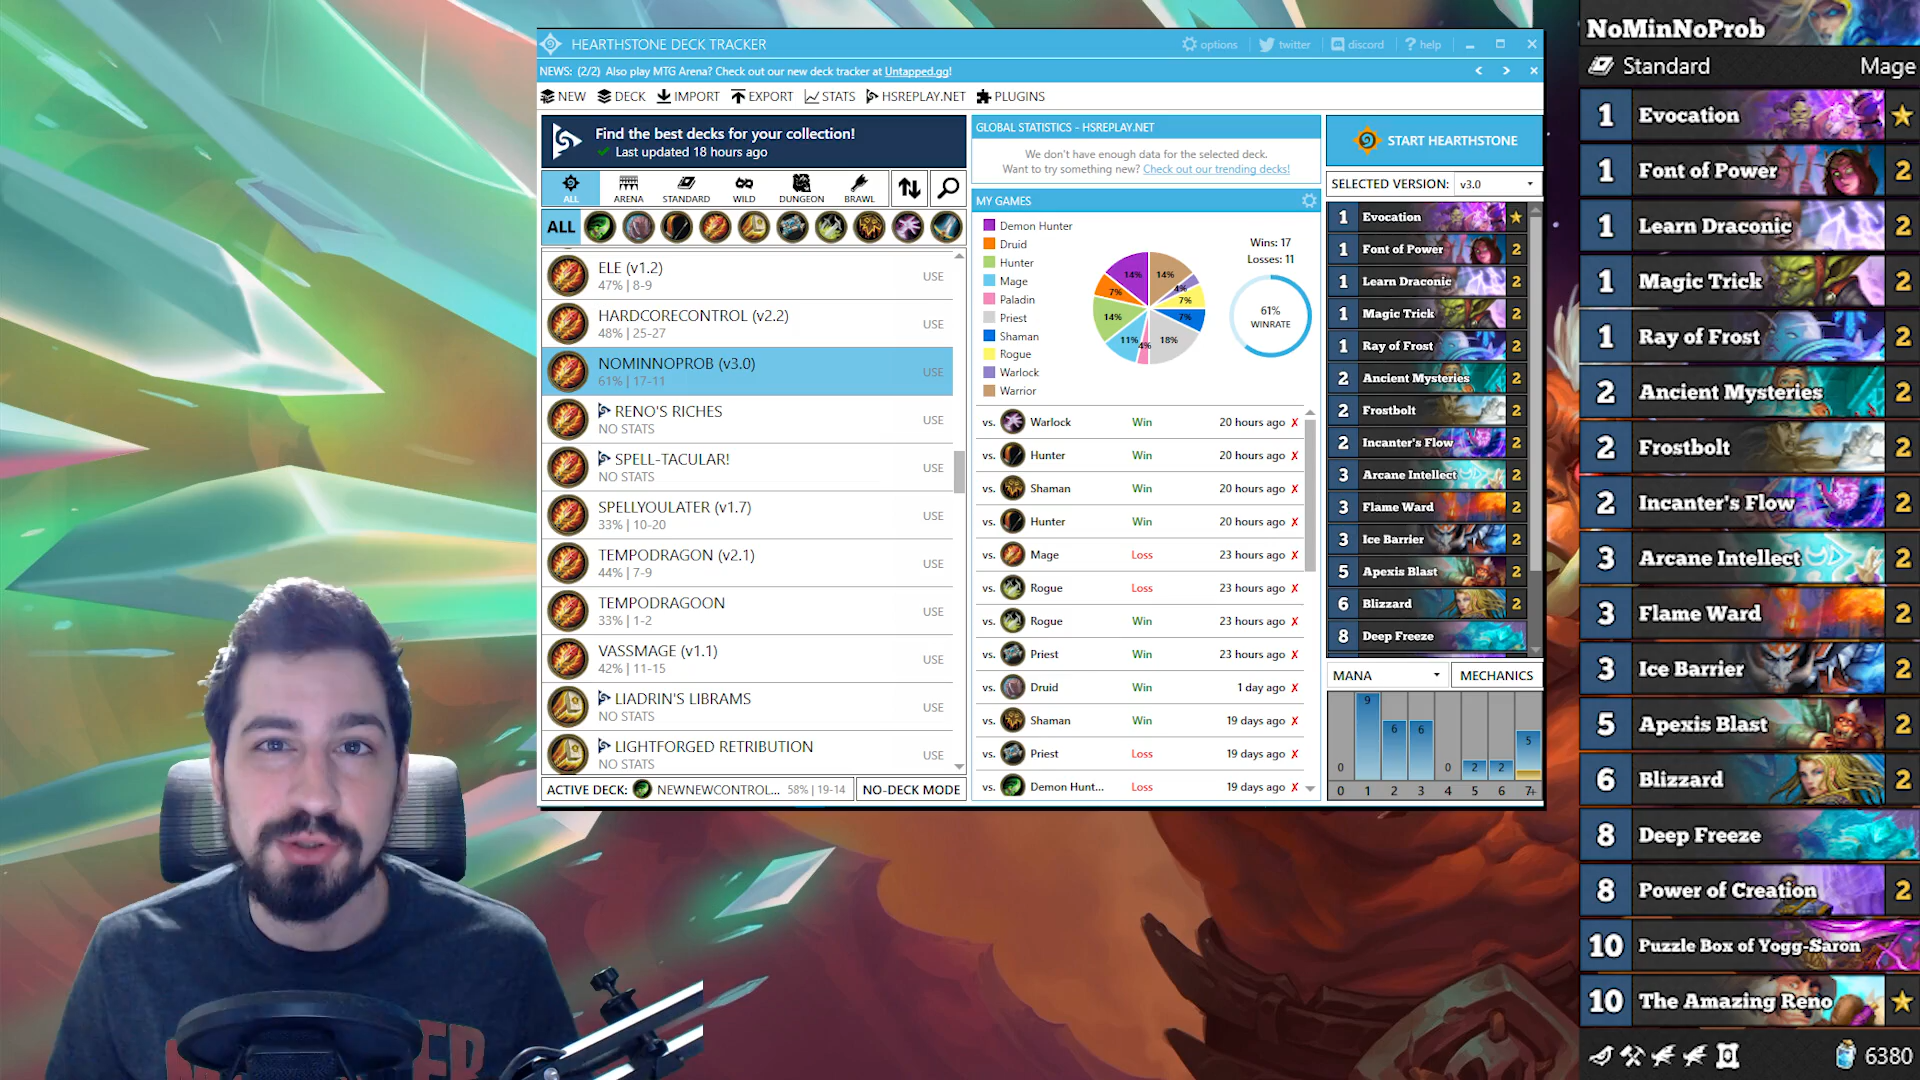 HEARTHSTONE DECK TRACKER
options
twitter
discord
? help
NEWS: (2/2) Also play MTG Arena? Check out our new deck tracker at Untapped.gg!
NEW
DECK
IMPORT
EXPORT
STATS
HSREPLAY.NET
PLUGINS
Find the best decks for your collection!
Last updated 18 hours ago
ALL
ARENA
STANDARD
WILD
DUNGEON
BRAWL
ALL
ELE (v1.2)
47% | 8-9
USE
HARDCORECONTROL (v2.2)
48% | 25-27
USE
NOMINNOPROB (v3.0)
61% | 17-11
USE
RENO'S RICHES
NO STATS
USE
SPELL-TACULAR!
NO STATS
USE
SPELLYOULATER (v1.7)
33% | 10-20
USE
TEMPODRAGON (v2.1)
44% | 7-9
USE
TEMPODRAGOON
33% | 1-2
USE
VASSMAGE (v1.1)
42% | 11-15
USE
LIADRIN'S LIBRAMS
NO STATS
USE
LIGHTFORGED RETRIBUTION
NO STATS
USE
ACTIVE DECK:
NEWNEWCONTROL...
58% | 19-14
NO-DECK MODE
GLOBAL STATISTICS - HSREPLAY.NET
We don't have enough data for the selected deck.
Want to try something new? Check out our trending decks!
MY GAMES
Demon Hunter
Druid
Hunter
Mage
Paladin
Priest
Shaman
Rogue
Warlock
Warrior
14%
14%
4%
7%
7%
7%
14%
11%
4%
18%
Wins: 17
Losses: 11
61%
WINRATE
vs. Warlock Win 20 hours ago
vs. Hunter Win 20 hours ago
vs. Shaman Win 20 hours ago
vs. Hunter Win 20 hours ago
vs. Mage Loss 23 hours ago
vs. Rogue Loss 23 hours ago
vs. Rogue Win 23 hours ago
vs. Priest Win 23 hours ago
vs. Druid Win 1 day ago
vs. Shaman Win 19 days ago
vs. Priest Loss 19 days ago
vs. Demon Hunt... Loss 19 days ago
START HEARTHSTONE
SELECTED VERSION: v3.0
1 Evocation
1 Font of Power 2
1 Learn Draconic 2
1 Magic Trick 2
1 Ray of Frost 2
2 Ancient Mysteries 2
2 Frostbolt 2
2 Incanter's Flow 2
3 Arcane Intellect 2
3 Flame Ward 2
3 Ice Barrier 2
5 Apexis Blast 2
6 Blizzard 2
8 Deep Freeze
MANA
MECHANICS
0 9 6 6 0 2 2 5
0 1 2 3 4 5 6 7+
NoMinNoProb
Standard Mage
1 Evocation
1 Font of Power 2
1 Learn Draconic 2
1 Magic Trick 2
1 Ray of Frost 2
2 Ancient Mysteries 2
2 Frostbolt 2
2 Incanter's Flow 2
3 Arcane Intellect 2
3 Flame Ward 2
3 Ice Barrier 2
5 Apexis Blast 2
6 Blizzard 2
8 Deep Freeze
8 Power of Creation 2
10 Puzzle Box of Yogg-Saron
10 The Amazing Reno
6380